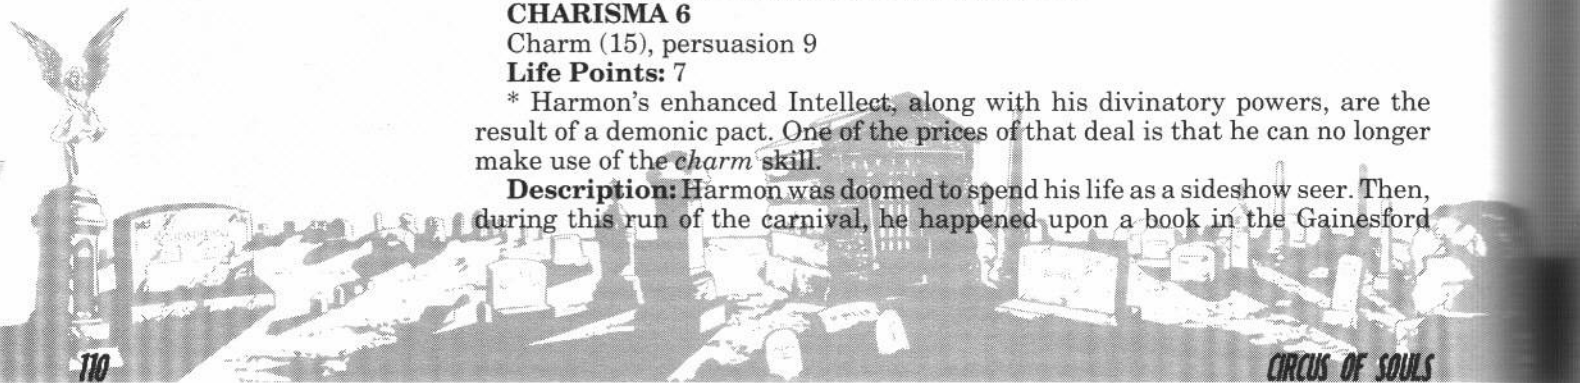 CHARISMA 6
Charm (15), persuasion 9
Life Points: 7
* Harmon's enhanced Intellect, along with his divinatory powers, are the
result of a demonic pact. One of the prices of that deal is that he can no longer
make use of the charm skill.
Description: Harmon was doomed to spend his life as a sideshow seer. Then,
during this run of the carnival, he happened upon a book in the Gainesford
110
CIRCUS OF SOULS